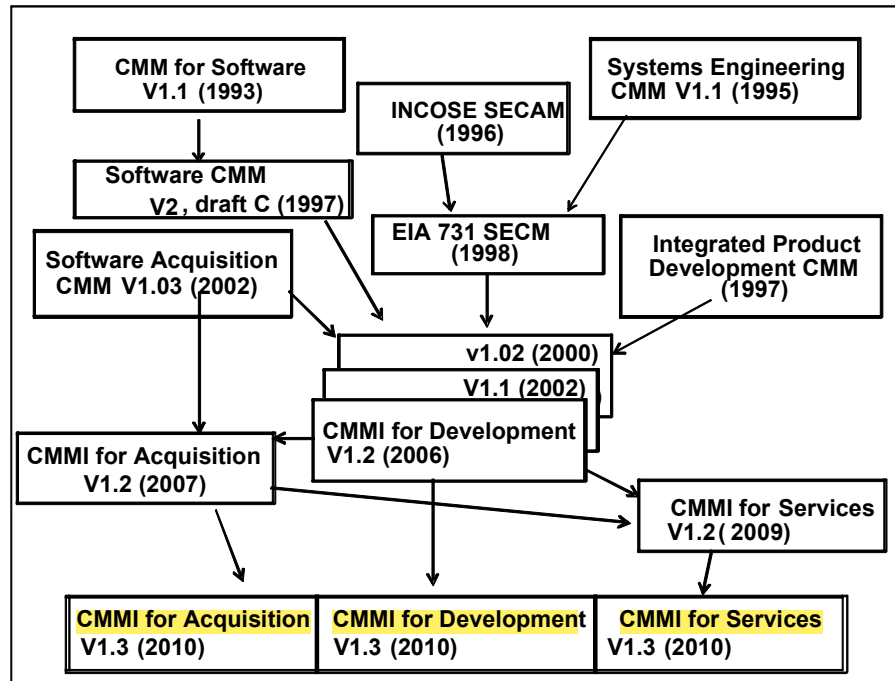 CMM for Software
V1.1 (1993)
Systems Engineering
CMM V1.1 (1995)
INCOSE SECAM
(1996)
Software CMM
V2, draft C (1997)
EIA 731 SECM
(1998)
Integrated Product
Development CMM
(1997)
Software Acquisition
CMM V1.03 (2002)
v1.02 (2000)
V1.1 (2002)
CMMI for Development
V1.2 (2006)
CMMI for Acquisition
V1.2 (2007)
CMMI for Services
V1.2 ( 2009)
CMMI for Acquisition
V1.3 (2010)
CMMI for Development
V1.3 (2010)
CMMI for Services
V1.3 (2010)